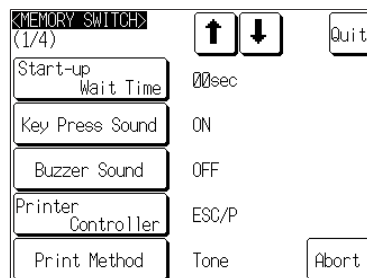 <MEMORY SWITCH>
(1/4)
Quit
Start-up
Wait Time
00sec
Key Press Sound
ON
Buzzer Sound
OFF
Printer
Controller
ESC/P
Print Method
Tone
Abort